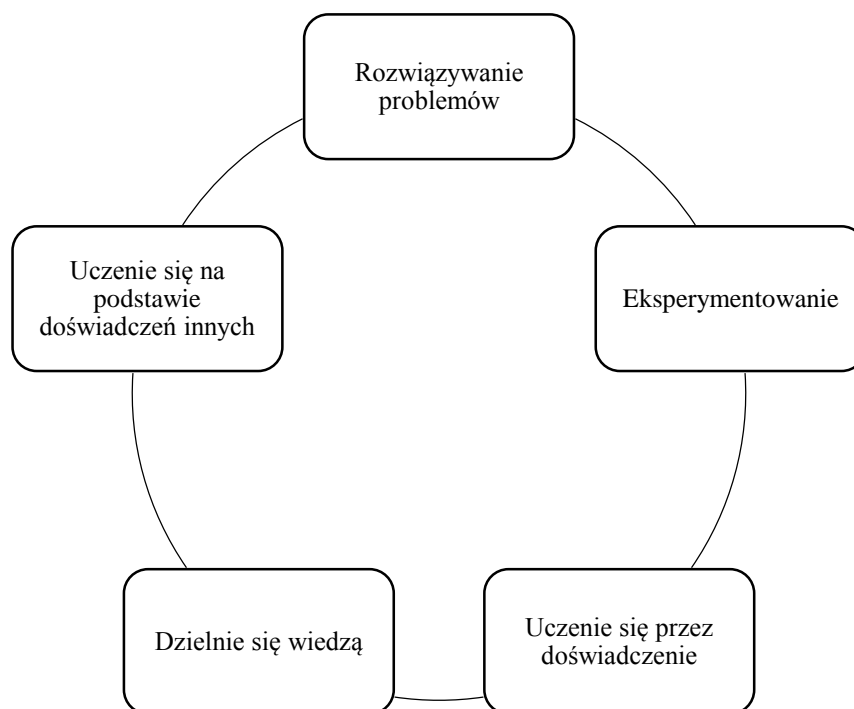 Rozwiązywanie
problemów
Eksperymentowanie
Uczenie się przez
doświadczenie
Dzielnie się wiedzą
Uczenie się na
podstawie
doświadczeń innych